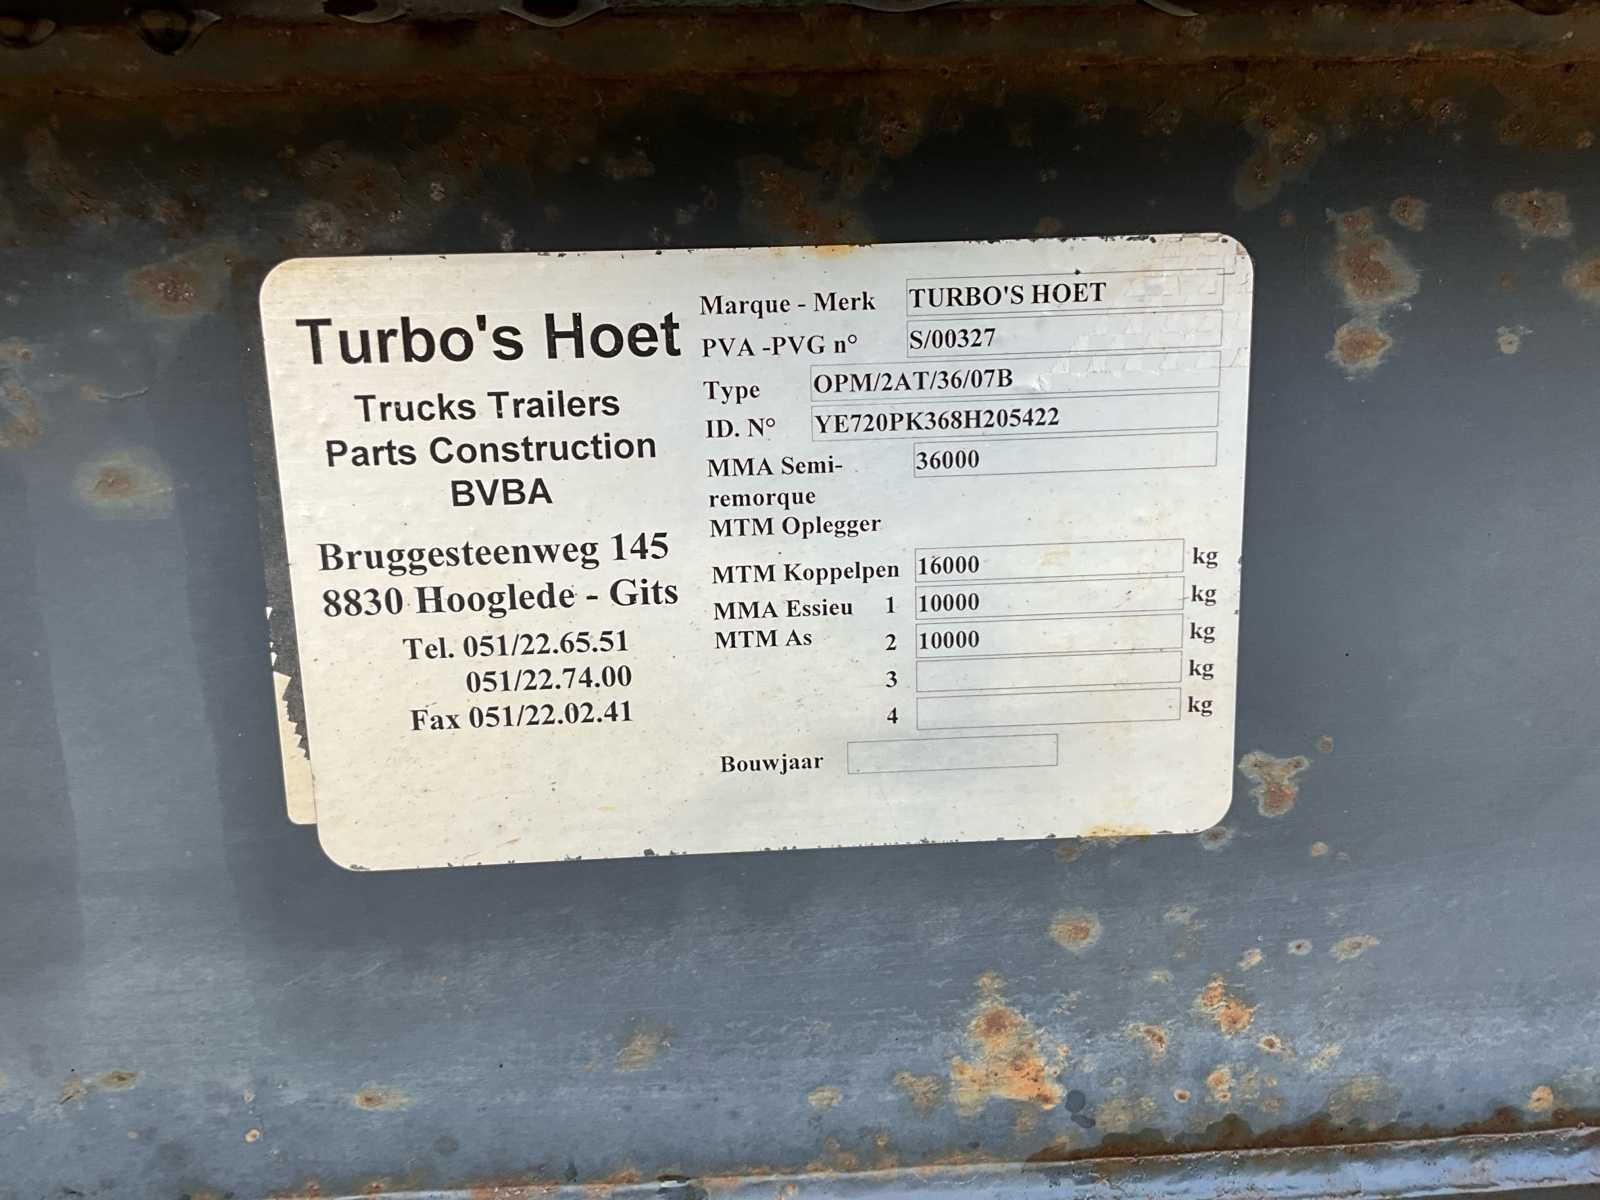 Turbo's Hoet
Trucks Trailers
Parts Construction
BVBA
Bruggesteenweg 145
8830 Hooglede - Gits
Tel. 051/22.65.51
051/22.74.00
Fax 051/22.02.41
Marque - Merk TURBO'S HOET
PVA -PVG n° S/00327
Type OPM/2AT/36/07B
ID. N° YE720PK368H205422
MMA Semi- 36000
remorque
MTM Oplegger
MTM Koppelpen 16000 kg
MMA Essieu 1 10000 kg
MTM As 2 10000 kg
3 kg
4 kg
Bouwjaar